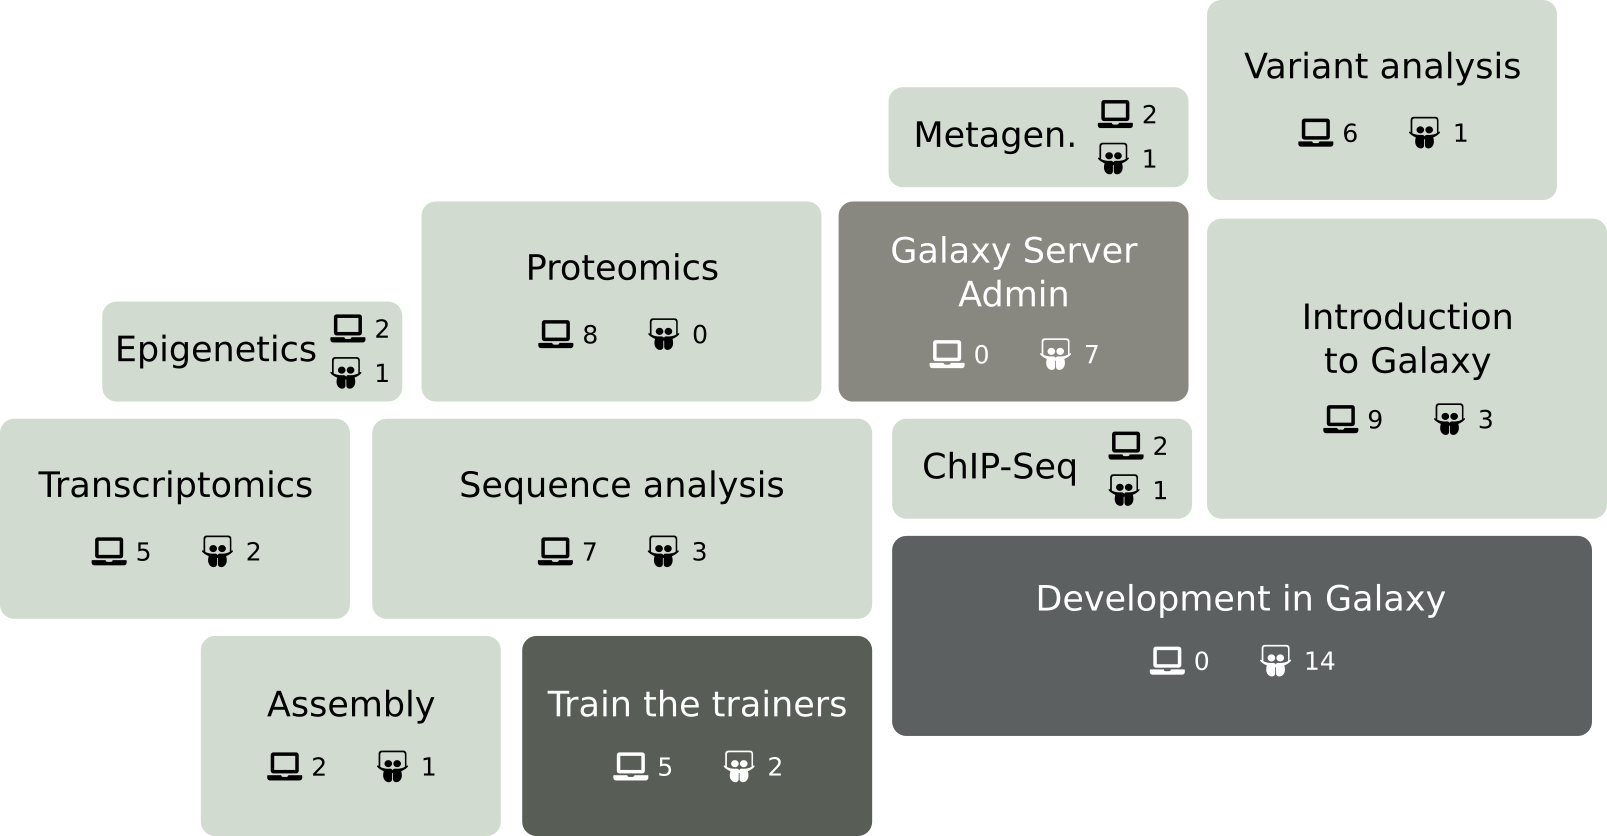 Variant analysis
6 1
Metagen.
2
1
Proteomics
8 0
Galaxy Server
Admin
0 7
Introduction
to Galaxy
9 3
Epigenetics
2
1
Transcriptomics
5 2
Sequence analysis
7 3
ChIP-Seq
2
1
Development in Galaxy
0 14
Assembly
2 1
Train the trainers
5 2